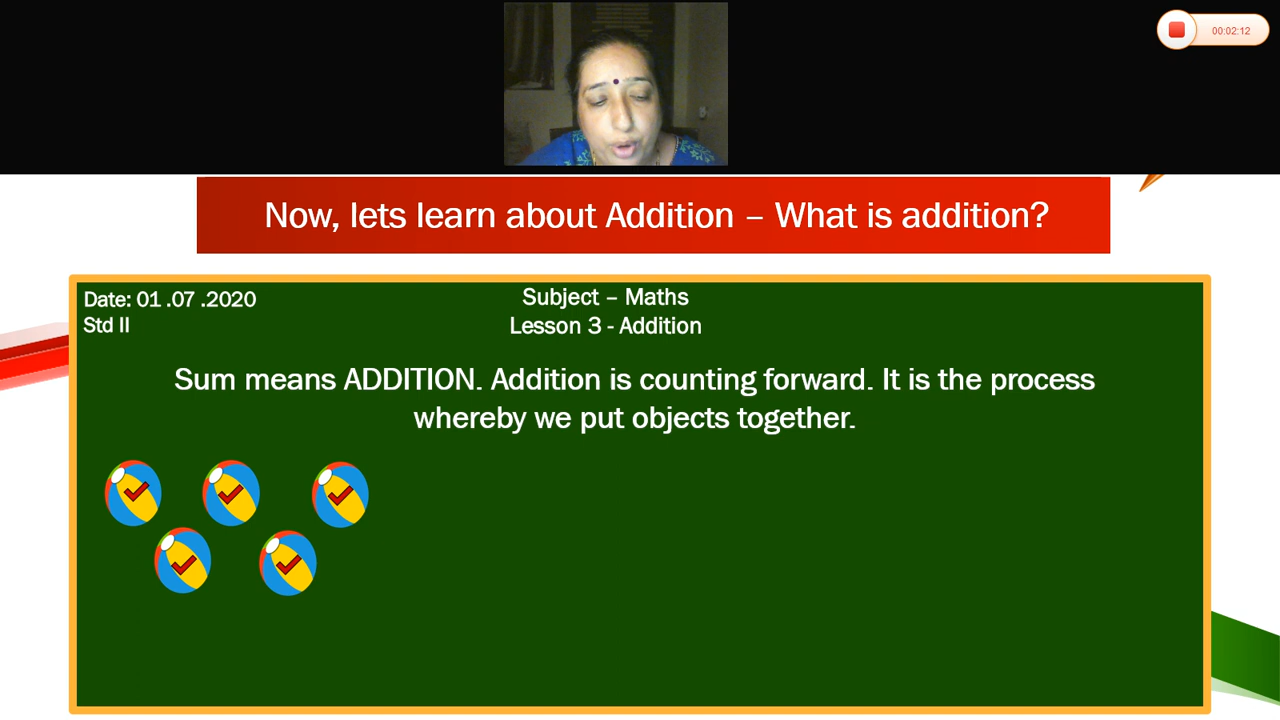 00:02:12
Now, lets learn about Addition – What is addition?
Date: 01 .07 .2020
Std II
Subject – Maths
Lesson 3 - Addition
Sum means ADDITION. Addition is counting forward. It is the process
whereby we put objects together.